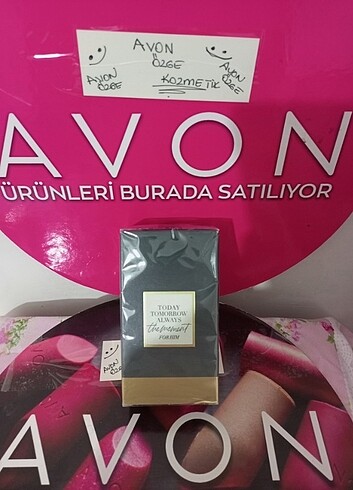 AVON
ÖZGE
KOZMETİK
AVON
ÖZGE
AVON
ÖZGE
AVON
ÜRÜNLERİ BURADA SATILIYOR
TODAY
TOMORROW
ALWAYS
the moment
FOR HIM
AVON
ÖZGE
AVON